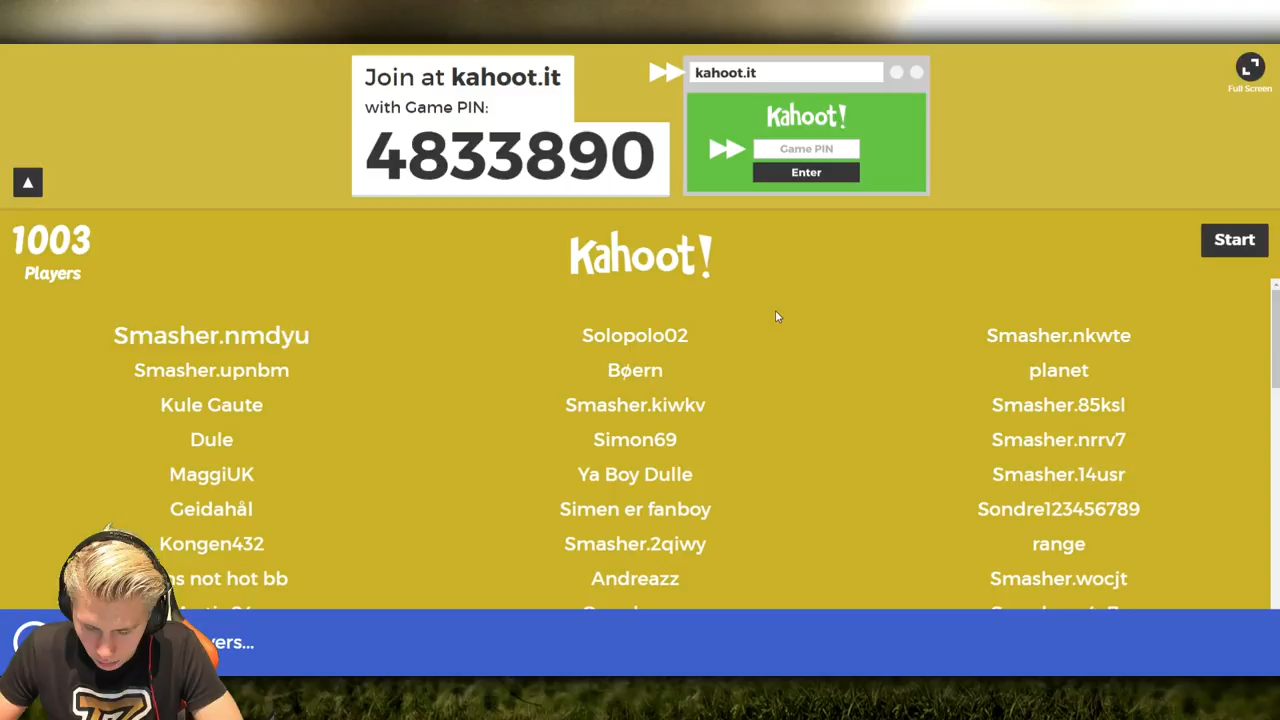 Join at kahoot.it
with Game PIN:
4833890
kahoot.it
Kahoot!
Game PIN
Enter
Full Screen
1003
Players
Kahoot!
Start
Smasher.nmdyu
Solopolo02
Smasher.nkwte
Smasher.upnbm
Bøern
planet
Kule Gaute
Smasher.kiwkv
Smasher.85ksl
Dule
Simon69
Smasher.nrrv7
MaggiUK
Ya Boy Dulle
Smasher.14usr
Geidahål
Simen er fanboy
Sondre123456789
Kongen432
Smasher.2qiwy
range
not hot bb
Andreazz
Smasher.wocjt